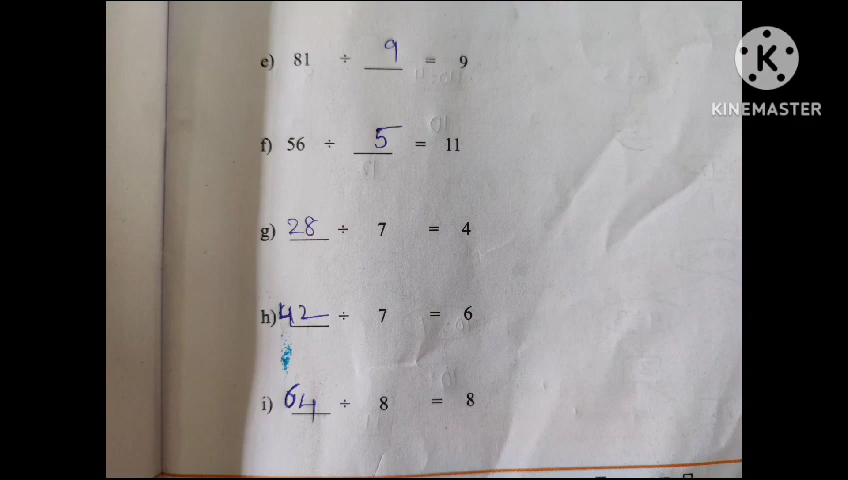 e) 81 ÷ 9 = 9
f) 56 ÷ 5 = 11
g) 28 ÷ 7 = 4
h) 42 ÷ 7 = 6
i) 64 ÷ 8 = 8
KINEMASTER